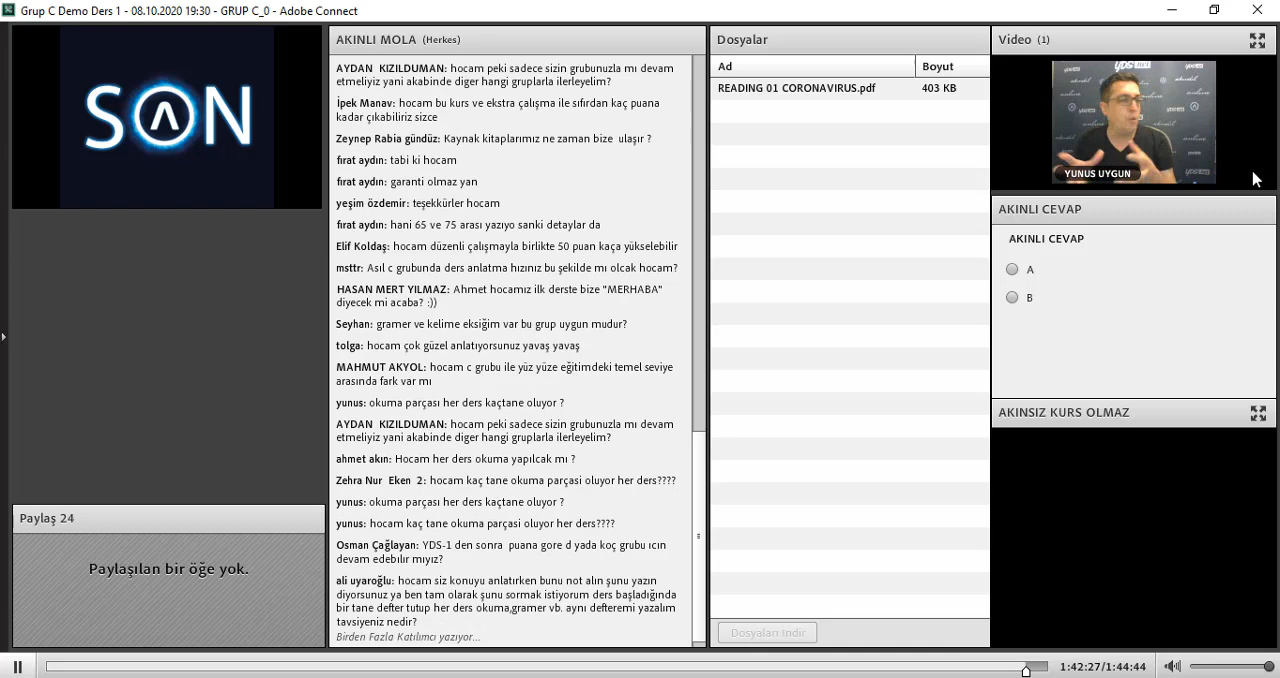 Grup C Demo Ders 1 - 08.10.2020 19:30 - GRUP C_0 - Adobe Connect
SON
AKINLI MOLA (Herkes)
AYDAN KIZILDUMAN: hocam peki sadece sizin grubunuzla mı devam
etmeliyiz yani akabinde diger hangi gruplarla ilerleyelim?
İpek Manav: hocam bu kurs ve ekstra çalışma ile sıfırdan kaç puana
kadar çıkabiliriz sizce
Zeynep Rabia gündüz: Kaynak kitaplarımız ne zaman bize ulaşır ?
fırat aydın: tabi ki hocam
fırat aydın: garanti olmaz yan
yeşim özdemir: teşekkürler hocam
fırat aydın: hani 65 ve 75 arası yazıyo sanki detaylar da
Elif Koldaş: hocam düzenli çalışmayla birlikte 50 puan kaça yükselebilir
msttr: Asıl c grubunda ders anlatma hızınız bu şekilde mı olcak hocam?
HASAN MERT YILMAZ: Ahmet hocamız ilk derste bize "MERHABA"
diyecek mi acaba? :))
Seyhan: gramer ve kelime eksiğim var bu grup uygun mudur?
tolga: hocam çok güzel anlatıyorsunuz yavaş yavaş
MAHMUT AKYOL: hocam c grubu ile yüz yüze eğitimdeki temel seviye
arasında fark var mı
yunus: okuma parçası her ders kaçtane oluyor ?
AYDAN KIZILDUMAN: hocam peki sadece sizin grubunuzla mı devam
etmeliyiz yani akabinde diger hangi gruplarla ilerleyelim?
ahmet akın: Hocam her ders okuma yapılcak mı ?
Zehra Nur Eken 2: hocam kaç tane okuma parçasi oluyor her ders????
yunus: okuma parçası her ders kaçtane oluyor ?
yunus: hocam kaç tane okuma parçasi oluyor her ders????
Osman Çağlayan: YDS-1 den sonra puana gore d yada koç grubu ıcın
devam edebılır mıyız?
ali uyaroğlu: hocam siz konuyu anlatırken bunu not alın şunu yazın
diyorsunuz ya ben tam olarak şunu sormak istiyorum ders başladığında
bir tane defter tutup her ders okuma,gramer vb. aynı defteremi yazalım
tavsiyeniz nedir?
Birden Fazla Katılımcı yazıyor...
Paylaş 24
Paylaşılan bir öğe yok.
Dosyalar
Ad Boyut
READING 01 CORONAVIRUS.pdf 403 KB
Dosyaları İndir
Video (1)
YUNUS UYGUN
AKINLI CEVAP
AKINLI CEVAP
A
B
AKINSIZ KURS OLMAZ
1:42:27/1:44:44